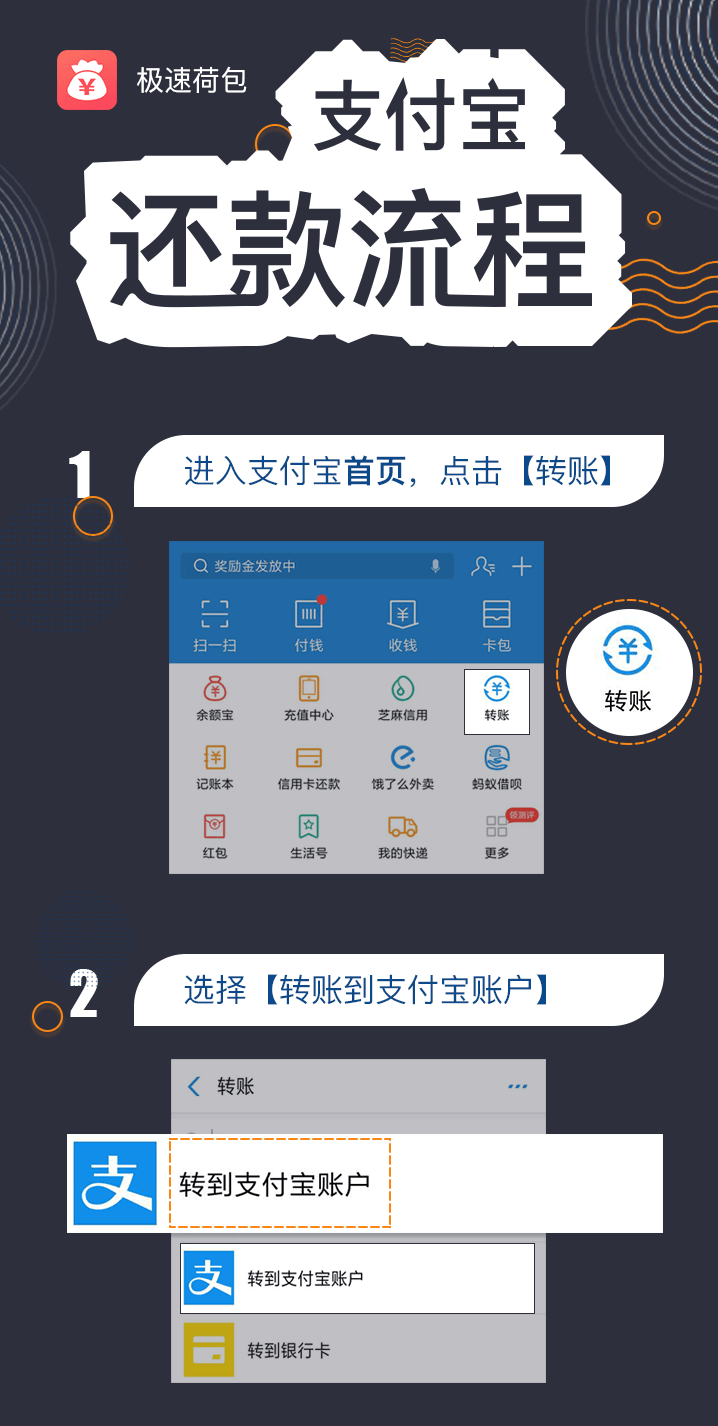 极速荷包
支付宝
还款流程
1
进入支付宝首页，点击【转账】
奖励金发放中
扫一扫
付钱
收钱
卡包
余额宝
充值中心
芝麻信用
转账
转账
记账本
信用卡还款
饿了么外卖
蚂蚁借呗
领测评
红包
生活号
我的快递
更多
2
选择【转账到支付宝账户】
转账
支 转到支付宝账户
支 转到支付宝账户
转到银行卡